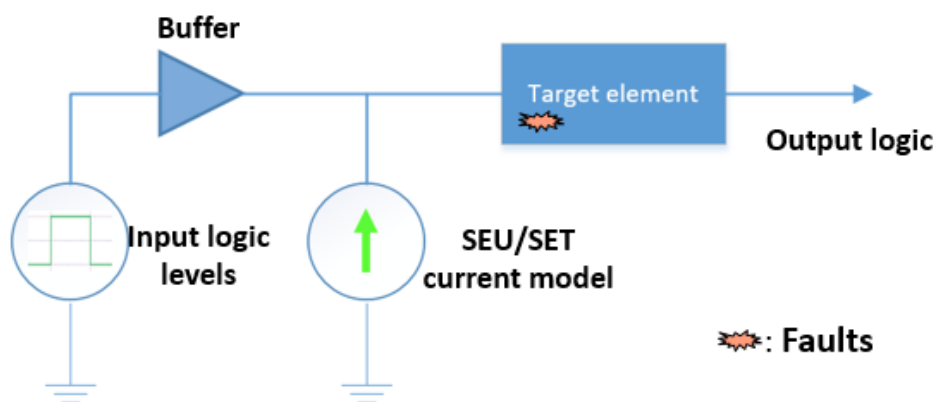 Buffer
Target element
Output logic
Input logic
levels
SEU/SET
current model
: Faults